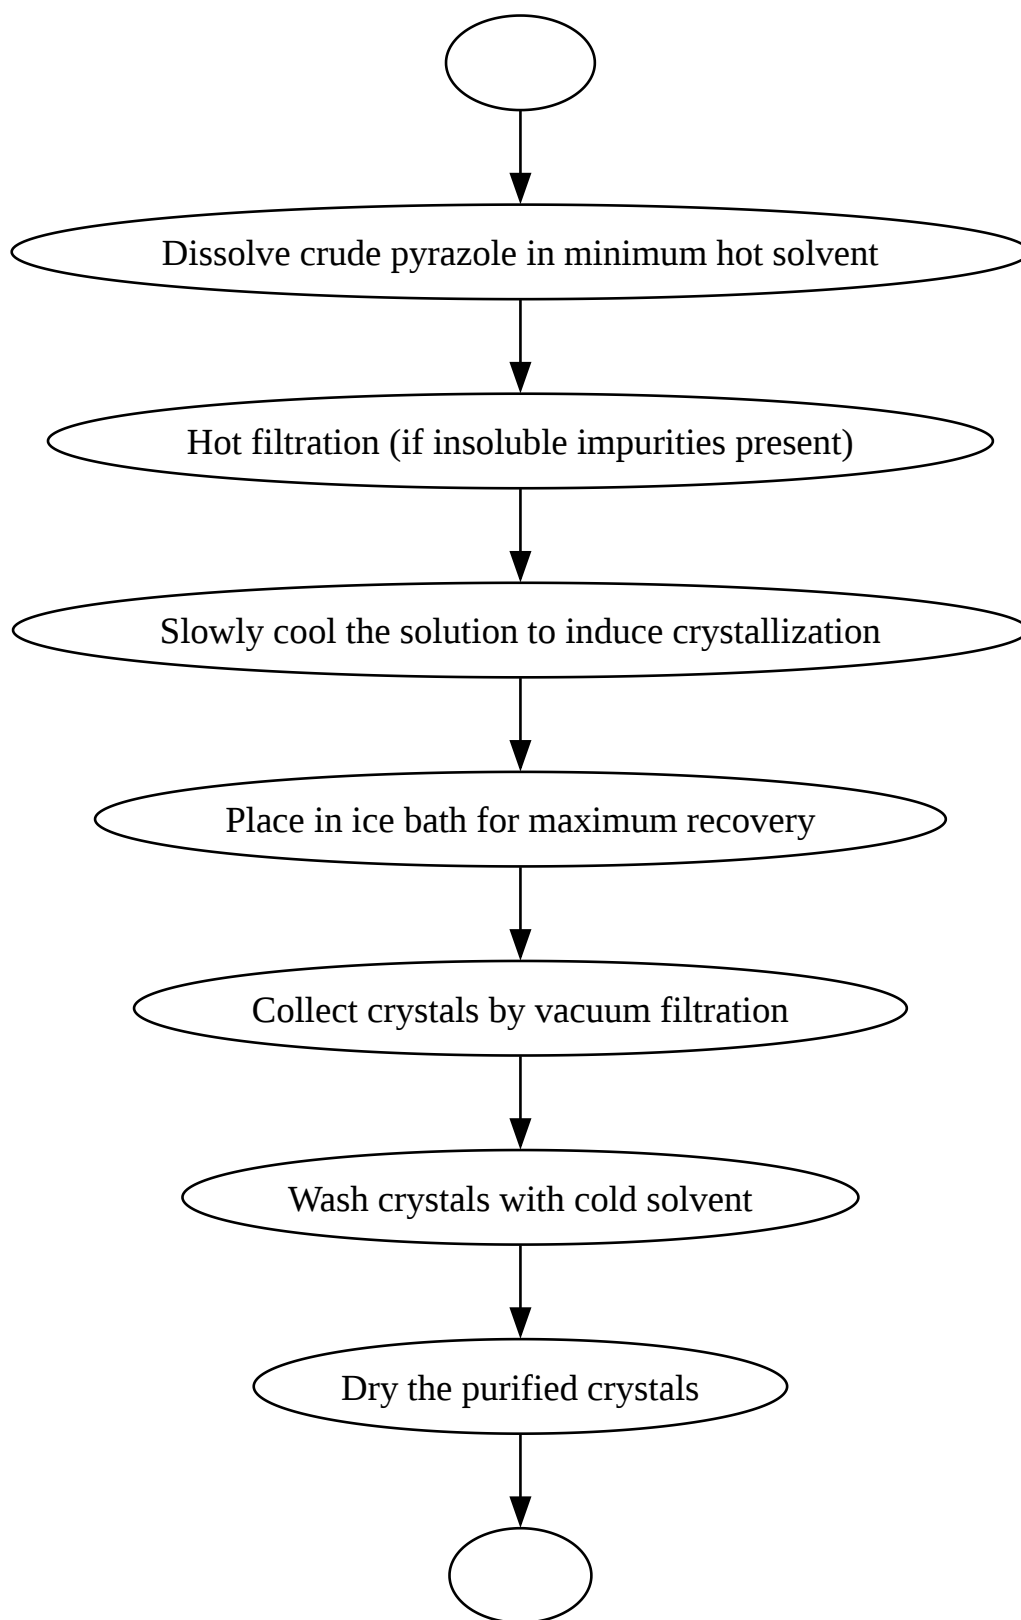 Dissolve crude pyrazole in minimum hot solvent
Hot filtration (if insoluble impurities present)
Slowly cool the solution to induce crystallization
Place in ice bath for maximum recovery
Collect crystals by vacuum filtration
Wash crystals with cold solvent
Dry the purified crystals